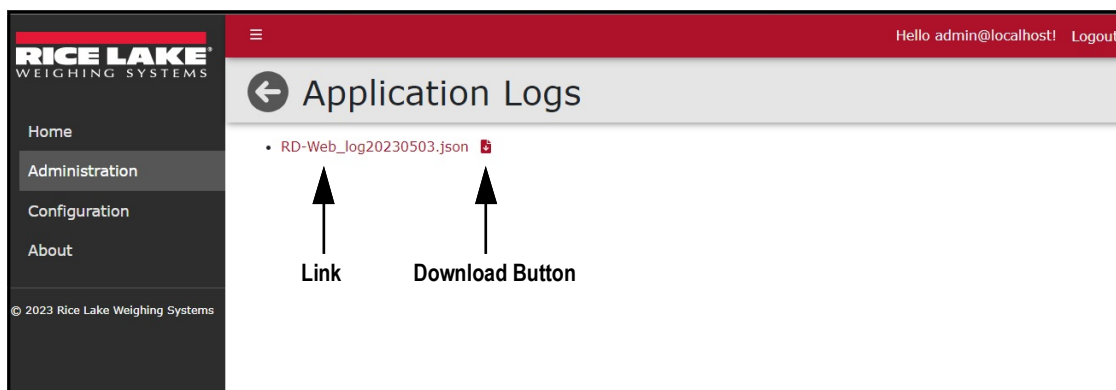 RICE LAKE®
WEIGHING SYSTEMS
Home
Administration
Configuration
About
© 2023 Rice Lake Weighing Systems
Hello admin@localhost! Logout
Application Logs
• RD-Web_log20230503.json
Link Download Button